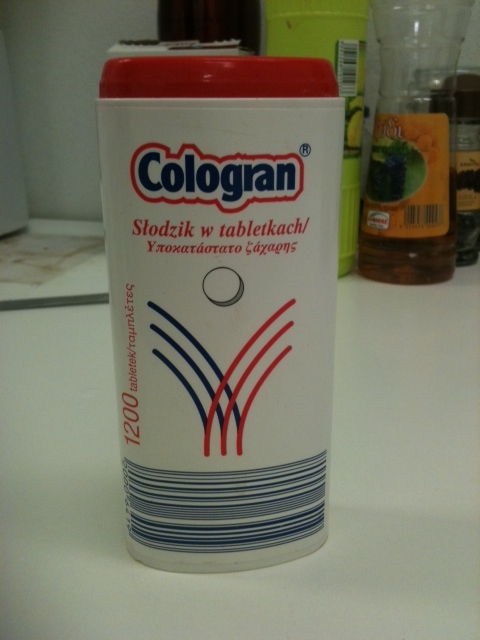 Cologran®
Słodzik w tabletkach/
Υποκατάστατο ζάχαρης
1200 tabletek/ταμπλέτες